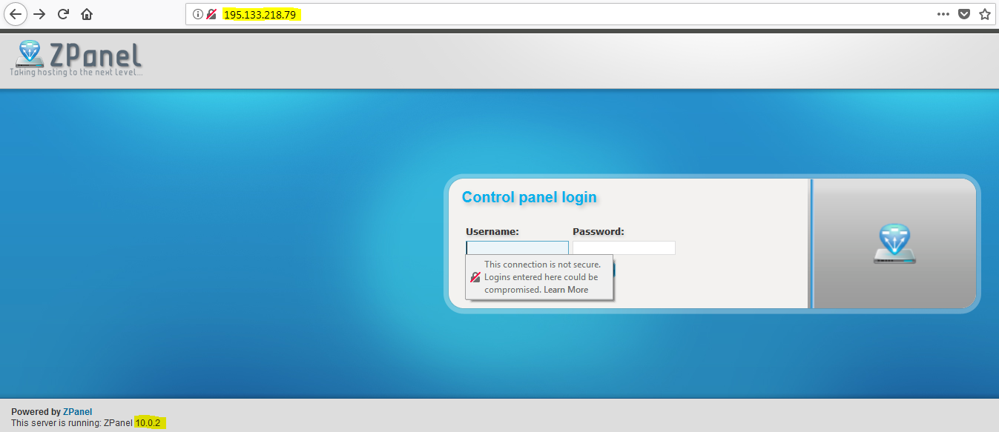 195.133.218.79
ZPanel
Taking hosting to the next level...
Control panel login
Username: Password:
This connection is not secure.
Logins entered here could be
compromised. Learn More
Powered by ZPanel
This server is running: ZPanel 10.0.2